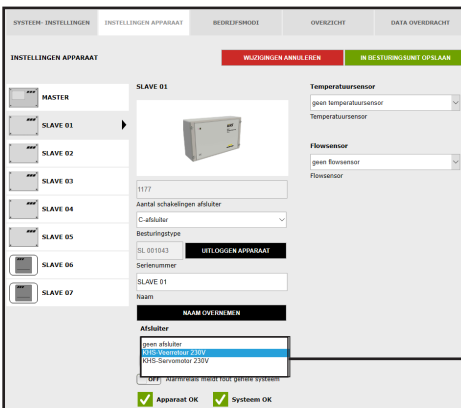 SYSTEEM- INSTELLINGEN
INSTELLINGEN APPARAAT
BEDRIJFSMODI
OVERZICHT
DATA OVERDRACHT
INSTELLINGEN APPARAAT
WIJZIGINGEN ANNULEREN
IN BESTURINGSUNIT OPSLAAN
MASTER
SLAVE 01
SLAVE 02
SLAVE 03
SLAVE 04
SLAVE 05
SLAVE 06
SLAVE 07
SLAVE 01
1177
Aantal schakelingen afsluiter
C-afsluiter
Besturingstype
SL 001043
UITLOGGEN APPARAAT
Serienummer
SLAVE 01
Naam
NAAM OVERNEMEN
Afsluiter
geen afsluiter
KHS-Veerretour 230V
KHS-Servomotor 230V
OFF
Alarmrelais meldt fout gehele systeem
Apparaat OK
Systeem OK
Temperatuursensor
geen temperatuursensor
Temperatuursensor
Flowsensor
geen flowsensor
Flowsensor